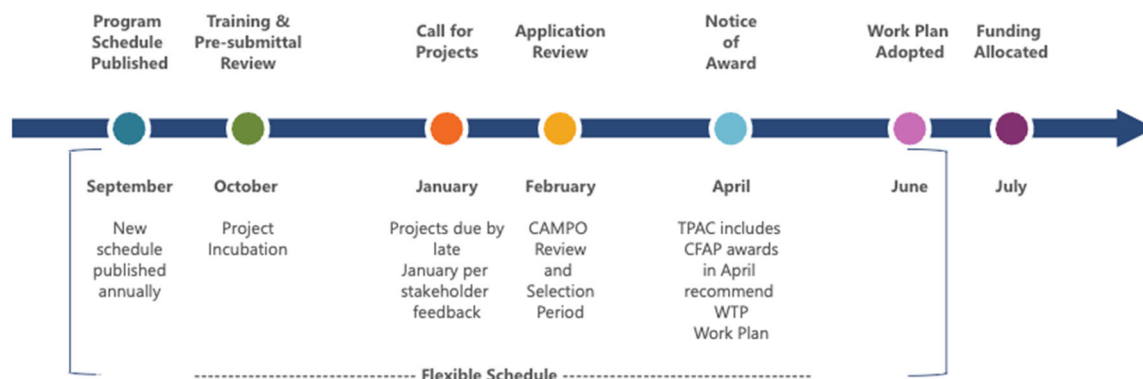 Program
Schedule
Published
Training &
Pre-submittal
Review
Call for
Projects
Application
Review
Notice
of
Award
Work Plan
Adopted
Funding
Allocated
September
New
schedule
published
annually
October
Project
Incubation
January
Projects due by
late
January per
stakeholder
feedback
February
CAMPO
Review
and
Selection
Period
April
TPAC includes
CFAP awards
in April
recommend
WTP
Work Plan
June
July
Flexible Schedule